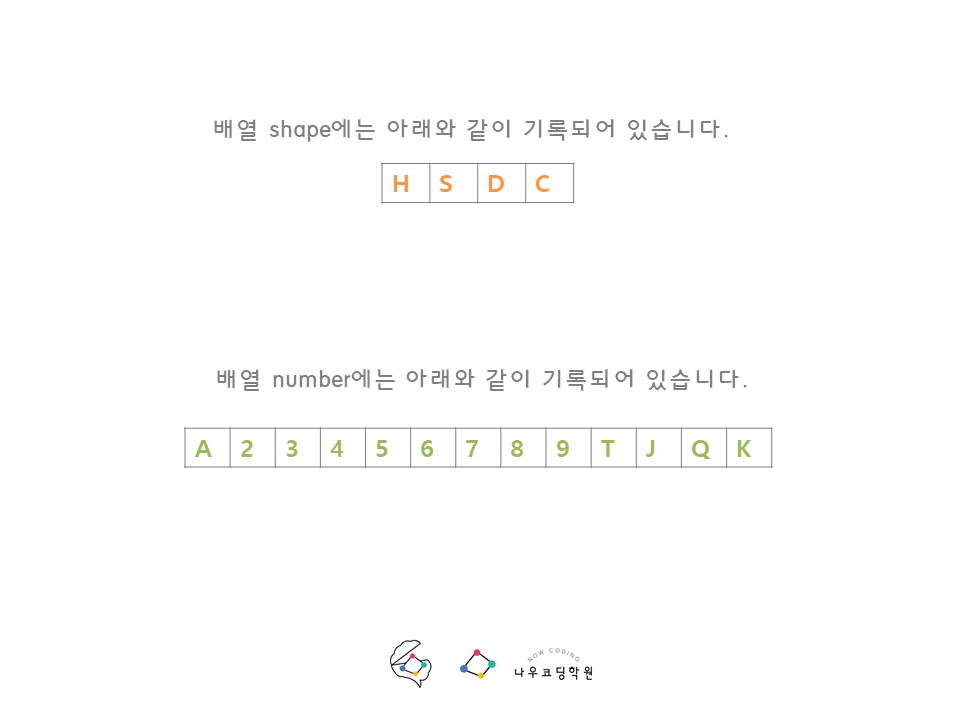 배열 shape에는 아래와 같이 기록되어 있습니다.
H S D C
배열 number에는 아래와 같이 기록되어 있습니다.
A 2 3 4 5 6 7 8 9 T J Q K
NOW CODING
나우코딩학원